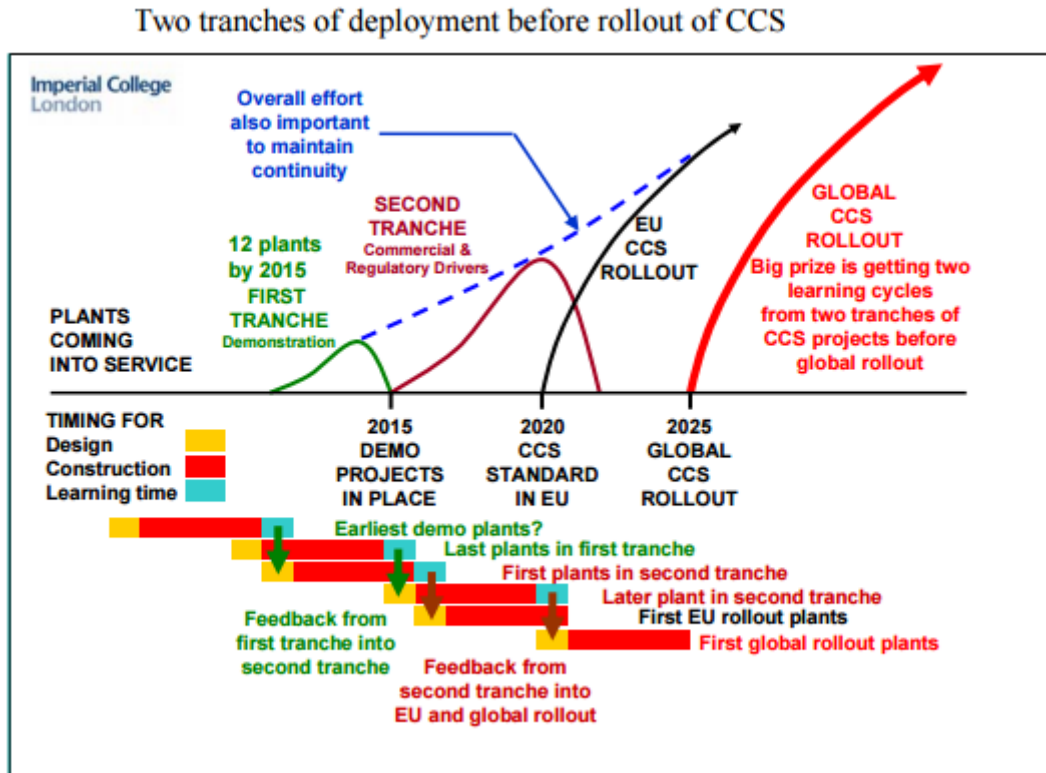 Two tranches of deployment before rollout of CCS
Imperial College
London
Overall effort
also important
to maintain
continuity
SECOND
TRANCHE
Commercial &
Regulatory Drivers
12 plants
by 2015
FIRST
TRANCHE
Demonstration
EU
CCS
ROLLOUT
GLOBAL
CCS
ROLLOUT
Big prize is getting two
learning cycles
from two tranches of
CCS projects before
global rollout
PLANTS
COMING
INTO SERVICE
TIMING FOR
Design
Construction
Learning time
2015
DEMO
PROJECTS
IN PLACE
2020
CCS
STANDARD
IN EU
2025
GLOBAL
CCS
ROLLOUT
Earliest demo plants?
Last plants in first tranche
First plants in second tranche
Later plant in second tranche
First EU rollout plants
First global rollout plants
Feedback from
first tranche into
second tranche
Feedback from
second tranche into
EU and global rollout